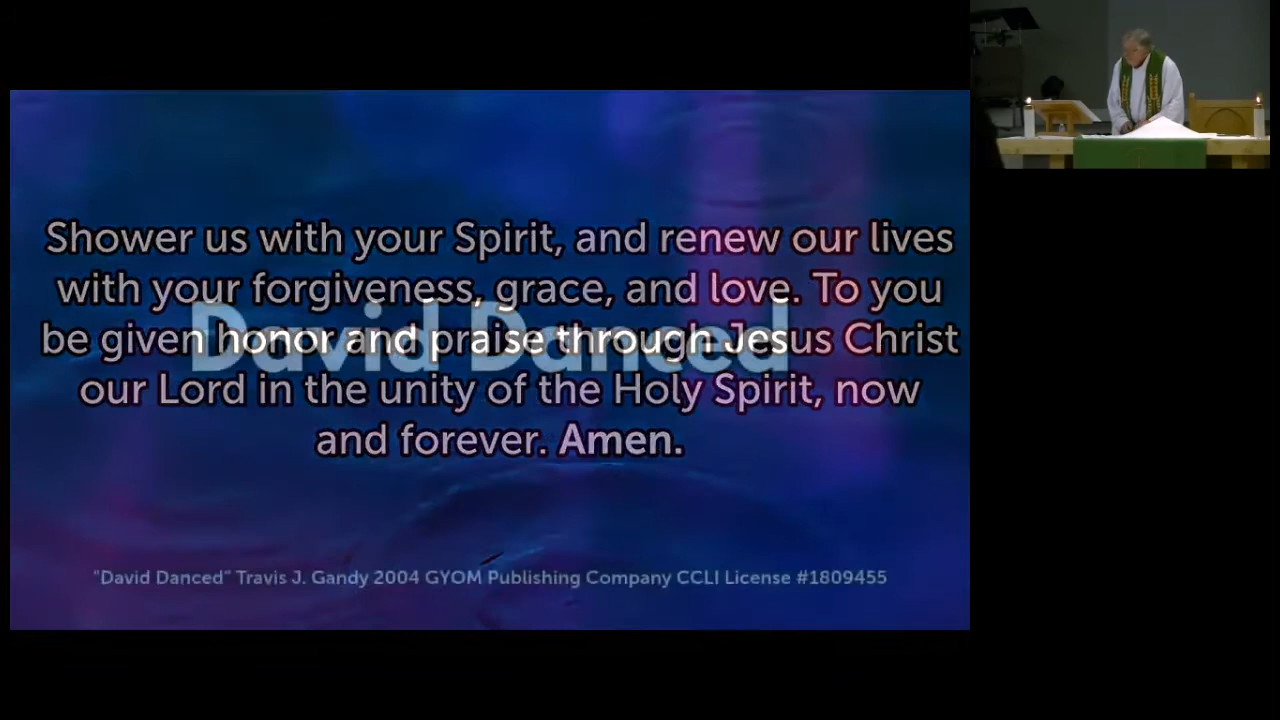 Shower us with your Spirit, and renew our lives
with your forgiveness, grace, and love. To you
be given honor and praise through Jesus Christ
our Lord in the unity of the Holy Spirit, now
and forever. Amen.
David Danced
"David Danced" Travis J. Gandy 2004 GYOM Publishing Company CCLI License #1809455